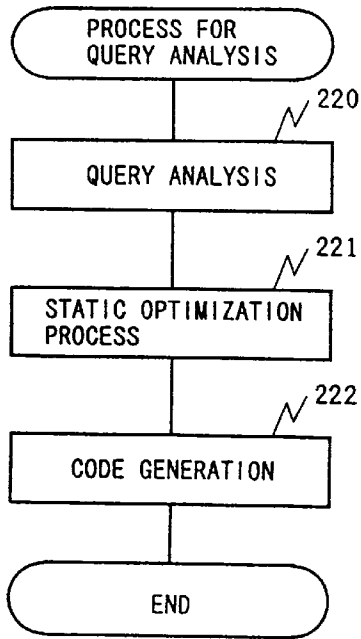 PROCESS FOR
QUERY ANALYSIS
220
QUERY ANALYSIS
221
STATIC OPTIMIZATION
PROCESS
222
CODE GENERATION
END